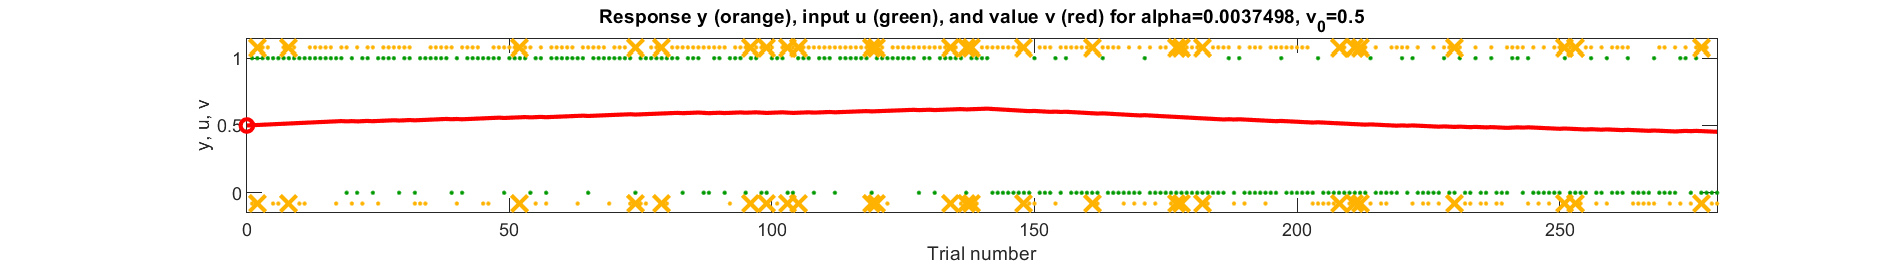 Response y (orange), input u (green), and value v (red) for alpha=0.0037498, v0=0.5
1
0.5
0
y, u, v
0 50 100 150 200 250
Trial number